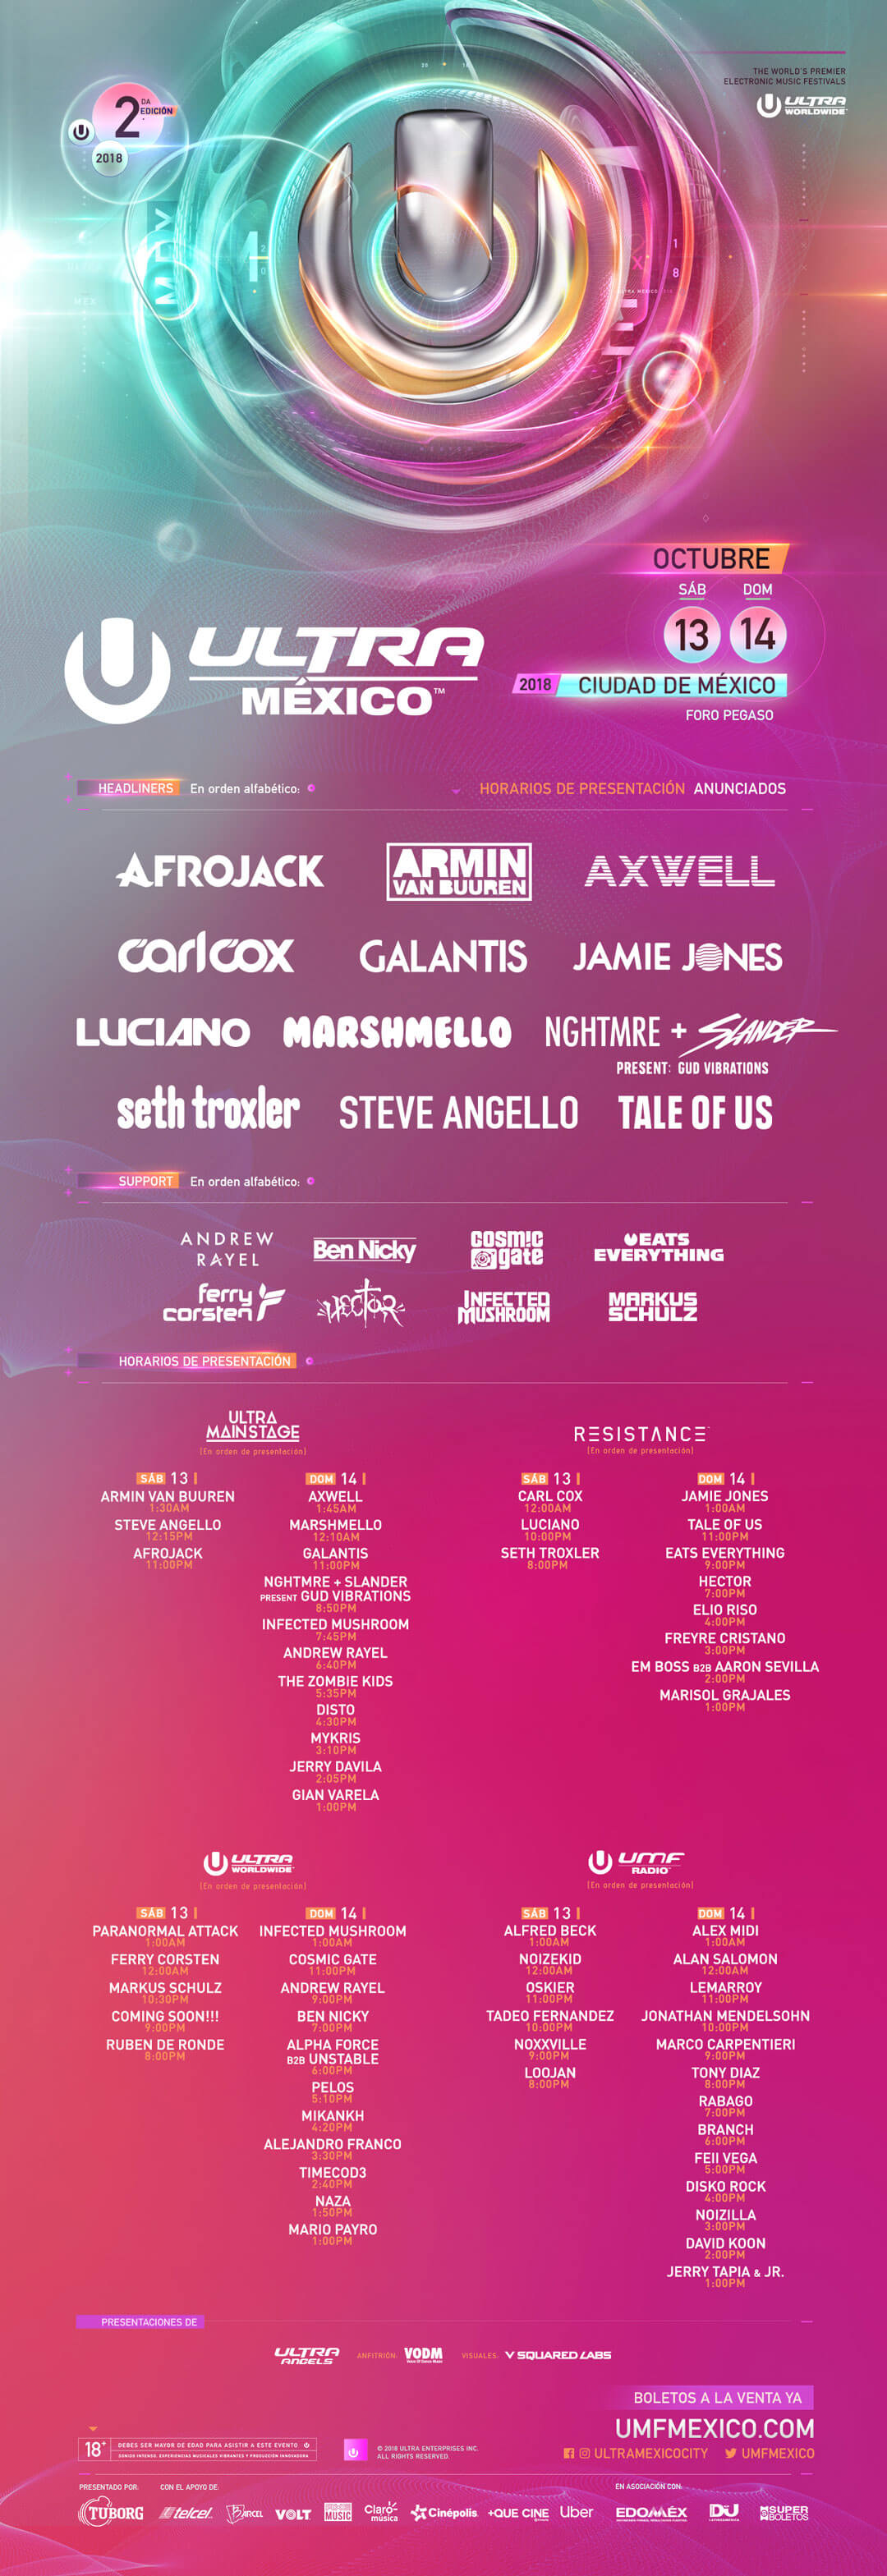 THE WORLD'S PREMIER
ELECTRONIC MUSIC FESTIVALS
ULTRA
WORLDWIDE
2DA
EDICIÓN
2018
OCTUBRE
SÁB DOM
13 14
ULTRA
MÉXICO™
2018 CIUDAD DE MÉXICO
FORO PEGASO
HEADLINERS En orden alfabético:
HORARIOS DE PRESENTACIÓN ANUNCIADOS
AFROJACK
ARMIN
VAN BUUREN
AXWELL
carl cox
GALANTIS
JAMIE JONES
LUCIANO
MARSHMELLO
NGHTMRE + SLANDER
PRESENT: GUD VIBRATIONS
seth troxler
STEVE ANGELLO
TALE OF US
SUPPORT En orden alfabético:
ANDREW
RAYEL
Ben Nicky
COSMIC
gate
EATS
EVERYTHING
ferry
corsten
HECTOR
INFECTED
MUSHROOM
MARKUS
SCHULZ
HORARIOS DE PRESENTACIÓN
ULTRA
MAINSTAGE
(En orden de presentación)
SÁB 13
ARMIN VAN BUUREN
1:30AM
STEVE ANGELLO
12:15PM
AFROJACK
11:00PM
DOM 14
AXWELL
1:45AM
MARSHMELLO
12:10AM
GALANTIS
11:00PM
NGHTMRE + SLANDER
PRESENT GUD VIBRATIONS
8:50PM
INFECTED MUSHROOM
7:45PM
ANDREW RAYEL
6:40PM
THE ZOMBIE KIDS
5:35PM
DISTO
4:30PM
MYKRIS
3:10PM
JERRY DAVILA
2:05PM
GIAN VARELA
1:00PM
RESISTANCE
(En orden de presentación)
SÁB 13
CARL COX
12:00AM
LUCIANO
10:00PM
SETH TROXLER
8:00PM
DOM 14
JAMIE JONES
1:00AM
TALE OF US
11:00PM
EATS EVERYTHING
9:00PM
HECTOR
7:00PM
ELIO RISO
4:00PM
FREYRE CRISTANO
3:00PM
EM BOSS B2B AARON SEVILLA
2:00PM
MARISOL GRAJALES
1:00PM
ULTRA
WORLDWIDE
(En orden de presentación)
SÁB 13
PARANORMAL ATTACK
1:00AM
FERRY CORSTEN
12:00AM
MARKUS SCHULZ
10:30PM
COMING SOON!!!
9:00PM
RUBEN DE RONDE
8:00PM
DOM 14
INFECTED MUSHROOM
1:00AM
COSMIC GATE
11:00PM
ANDREW RAYEL
9:00PM
BEN NICKY
7:00PM
ALPHA FORCE
B2B UNSTABLE
6:00PM
PELOS
5:10PM
MIKANKH
4:20PM
ALEJANDRO FRANCO
3:30PM
TIMECOD3
2:40PM
NAZA
1:50PM
MARIO PAYRO
1:00PM
UMF
RADIO
(En orden de presentación)
SÁB 13
ALFRED BECK
1:00AM
NOIZEKID
12:00AM
OSKIER
11:00PM
TADEO FERNANDEZ
10:00PM
NOXXVILLE
9:00PM
LOOJAN
8:00PM
DOM 14
ALEX MIDI
1:00AM
ALAN SALOMON
12:00AM
LEMARROY
11:00PM
JONATHAN MENDELSOHN
10:00PM
MARCO CARPENTIERI
9:00PM
TONY DIAZ
8:00PM
RABAGO
7:00PM
BRANCH
6:00PM
FEII VEGA
5:00PM
DISKO ROCK
4:00PM
NOIZILLA
3:00PM
DAVID KOON
2:00PM
JERRY TAPIA & JR.
1:00PM
PRESENTACIONES DE
ULTRA
ANGELS
ANFITRIÓN: VODM
VISUALES: V SQUARED LABS
BOLETOS A LA VENTA YA
UMFMEXICO.COM
ULTRAMEXICOCITY UMFMEXICO
18+ DEBES SER MAYOR DE EDAD PARA ASISTIR A ESTE EVENTO
SONIDO INTENSO, EXPERIENCIAS MUSICALES VIBRANTES Y PRODUCCIÓN INNOVADORA
© 2018 ULTRA ENTERPRISES INC.
ALL RIGHTS RESERVED.
PRESENTADO POR: CON EL APOYO DE: EN ASOCIACIÓN CON:
TUBORG telcel BARCEL VOLT MUSIC Claro música Cinépolis +QUE CINE Uber EDOMÉX DJ SUPER BOLETOS